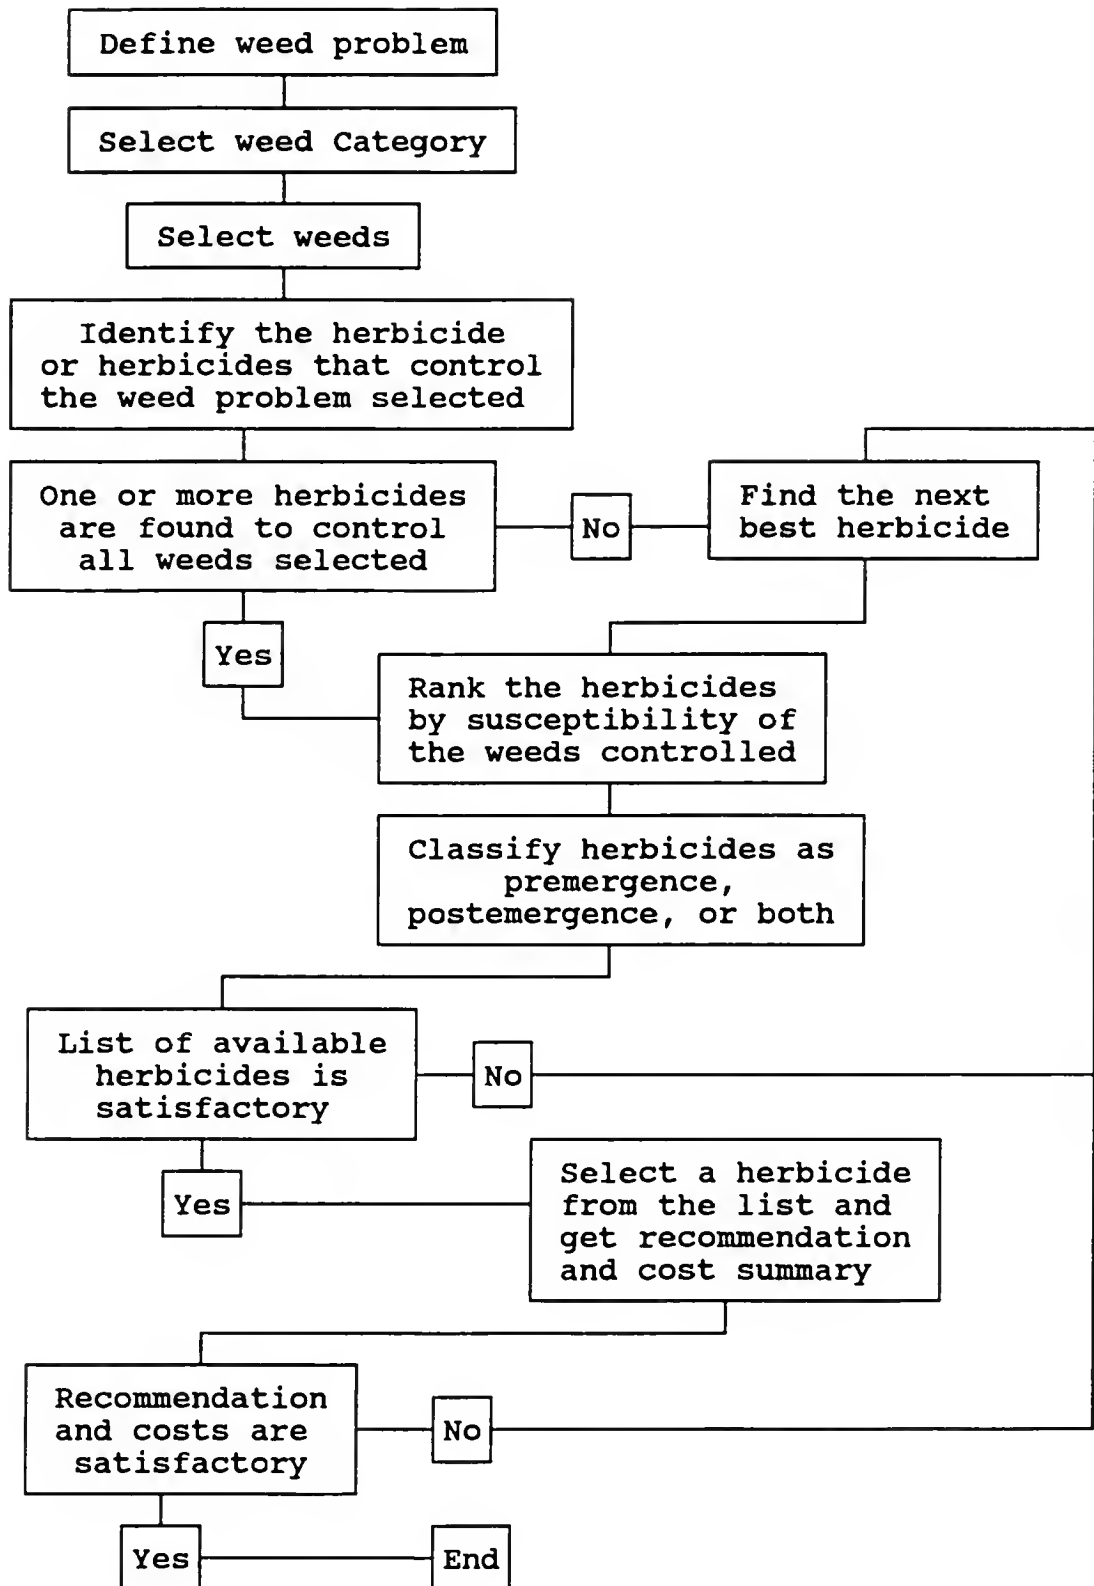 Define weed problem
Select weed Category
Select weeds
Identify the herbicide
or herbicides that control
the weed problem selected
One or more herbicides
are found to control
all weeds selected
No
Find the next
best herbicide
Yes
Rank the herbicides
by susceptibility of
the weeds controlled
Classify herbicides as
premergence,
postemergence, or both
List of available
herbicides is
satisfactory
No
Yes
Select a herbicide
from the list and
get recommendation
and cost summary
Recommendation
and costs are
satisfactory
No
Yes
End